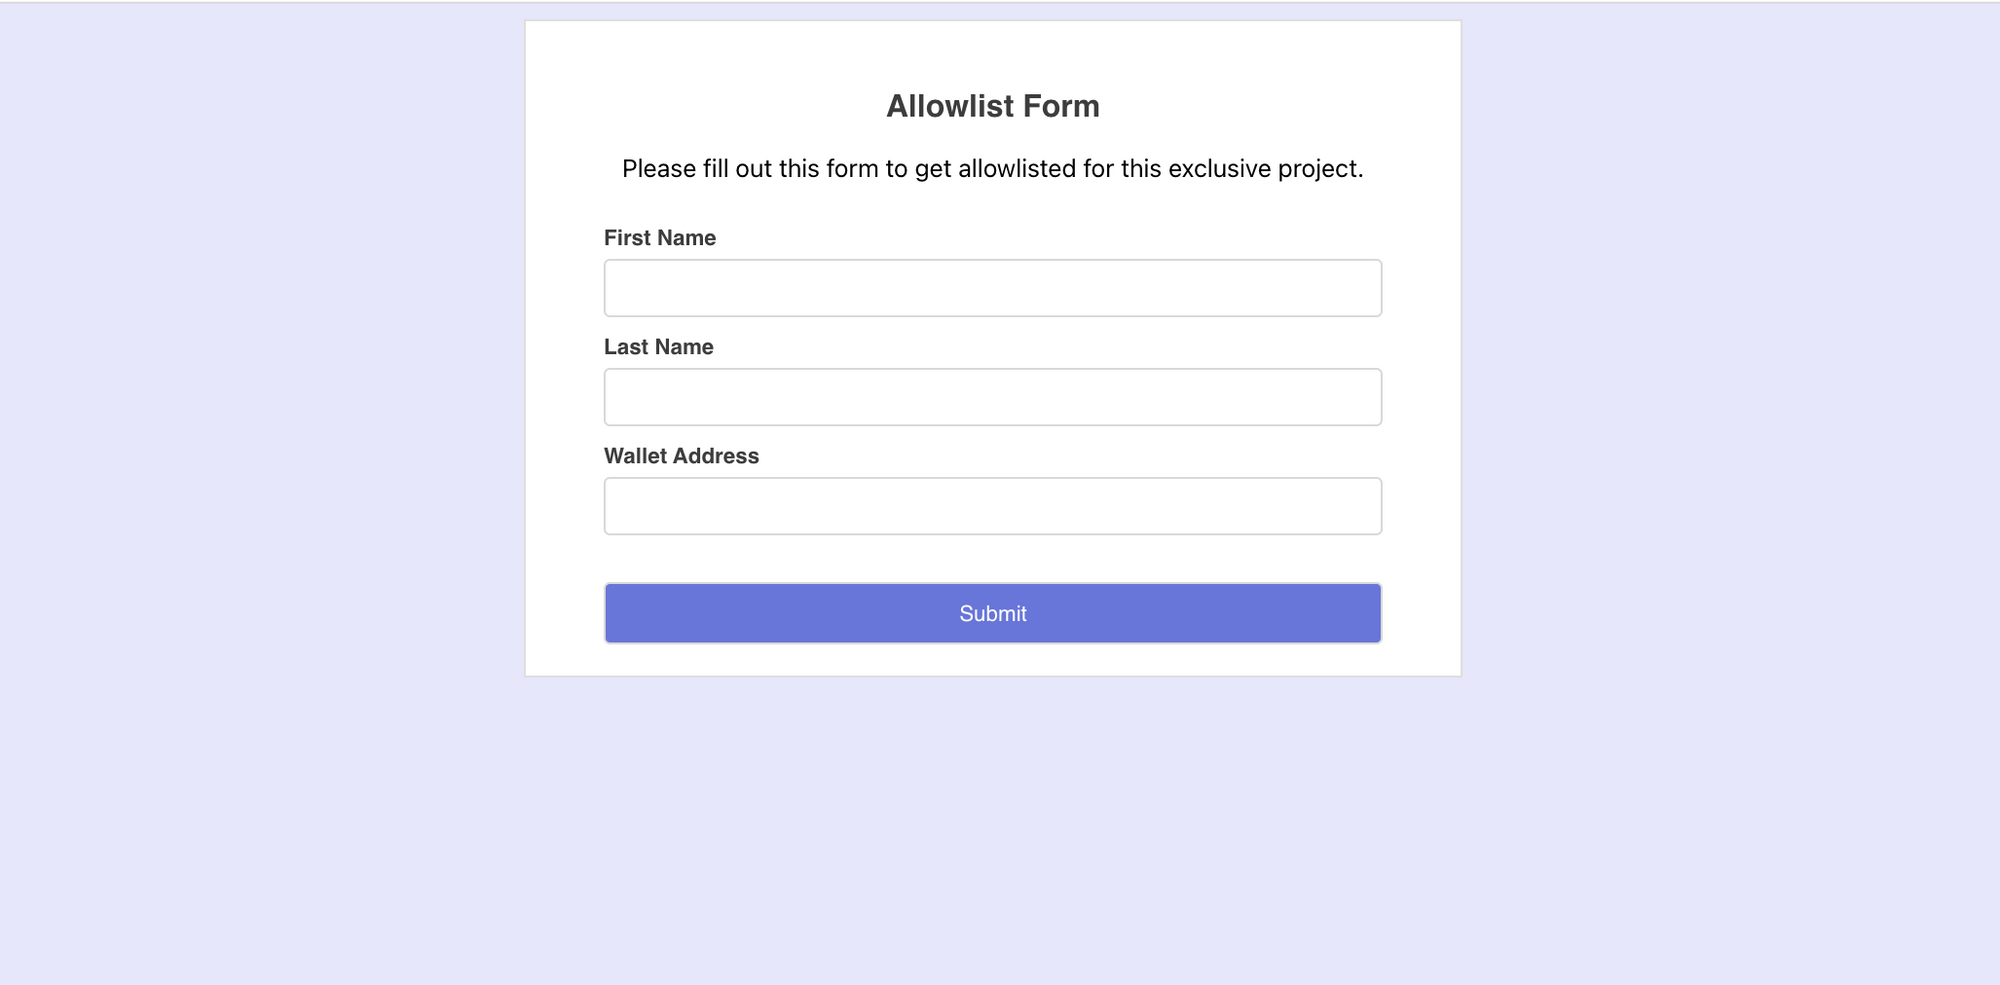 Allowlist Form
Please fill out this form to get allowlisted for this exclusive project.
First Name
Last Name
Wallet Address
Submit